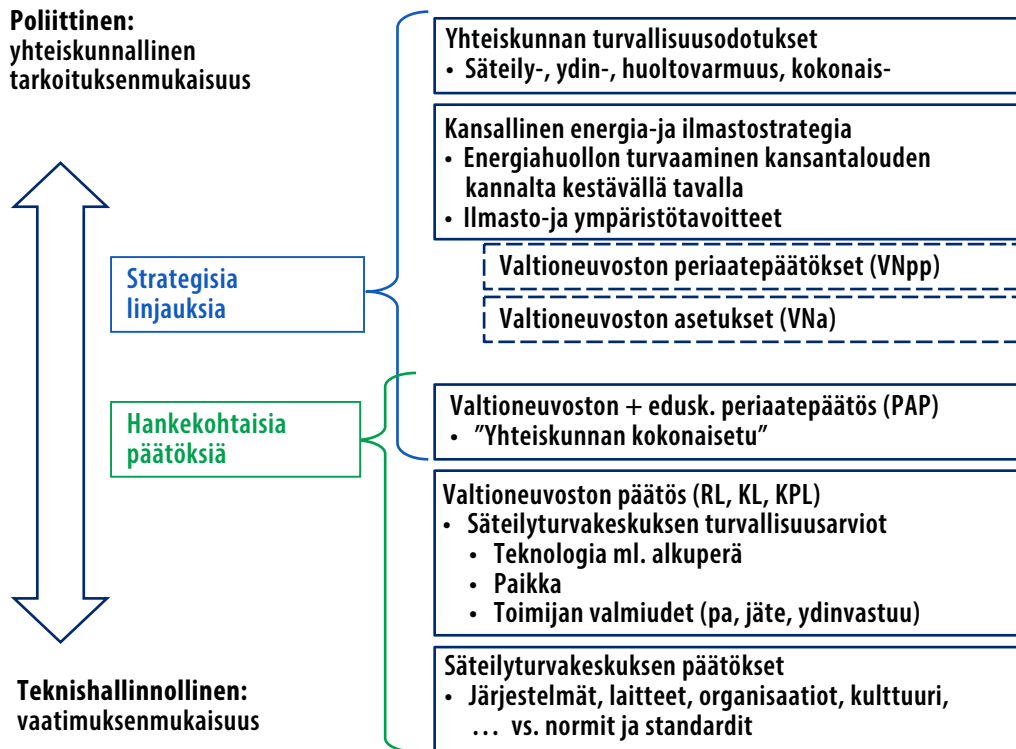 Poliittinen:
yhteiskunnallinen
tarkoituksenmukaisuus
Yhteiskunnan turvallisuusodotukset
• Säteily-, ydin-, huoltovarmuus, kokonais-
Kansallinen energia-ja ilmastostrategia
• Energiahuollon turvaaminen kansantalouden
kannalta kestävällä tavalla
• Ilmasto-ja ympäristötavoitteet
Valtioneuvoston periaatepäätökset (VNpp)
Valtioneuvoston asetukset (VNa)
Strategisia
linjauksia
Hankekohtaisia
päätöksiä
Valtioneuvoston + edusk. periaatepäätös (PAP)
• ”Yhteiskunnan kokonaisetu”
Valtioneuvoston päätös (RL, KL, KPL)
• Säteilyturvakeskuksen turvallisuusarviot
• Teknologia ml. alkuperä
• Paikka
• Toimijan valmiudet (pa, jäte, ydinvastuu)
Säteilyturvakeskuksen päätökset
• Järjestelmät, laitteet, organisaatiot, kulttuuri,
… vs. normit ja standardit
Teknishallinnollinen:
vaatimuksenmukaisuus